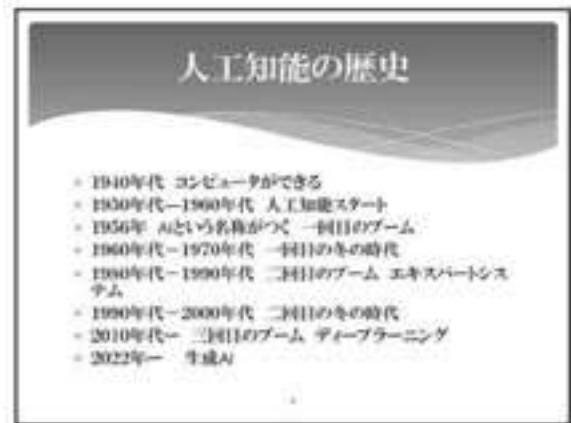 人工知能の歴史
1940年代 コンピュータができる
1950年代ー1960年代 人工知能スタート
1956年 AIという名称がつく 一回目のブーム
1960年代－1970年代 一回目の冬の時代
1980年代－1990年代 二回目のブーム エキスパートシス
テム
1990年代－2000年代 二回目の冬の時代
2010年代ー 三回目のブーム ディープラーニング
2022年ー 生成AI